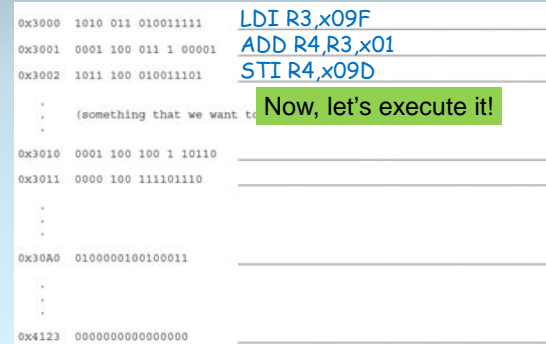 0x3000 1010 011 010011111 LDI R3,x09F
0x3001 0001 100 011 1 00001 ADD R4,R3,x01
0x3002 1011 100 010011101 STI R4,x09D
.
. (something that we want to
.
Now, let's execute it!
0x3010 0001 100 100 1 10110
0x3011 0000 100 111101110
.
.
.
0x30A0 0100000100100011
.
.
.
0x4123 0000000000000000